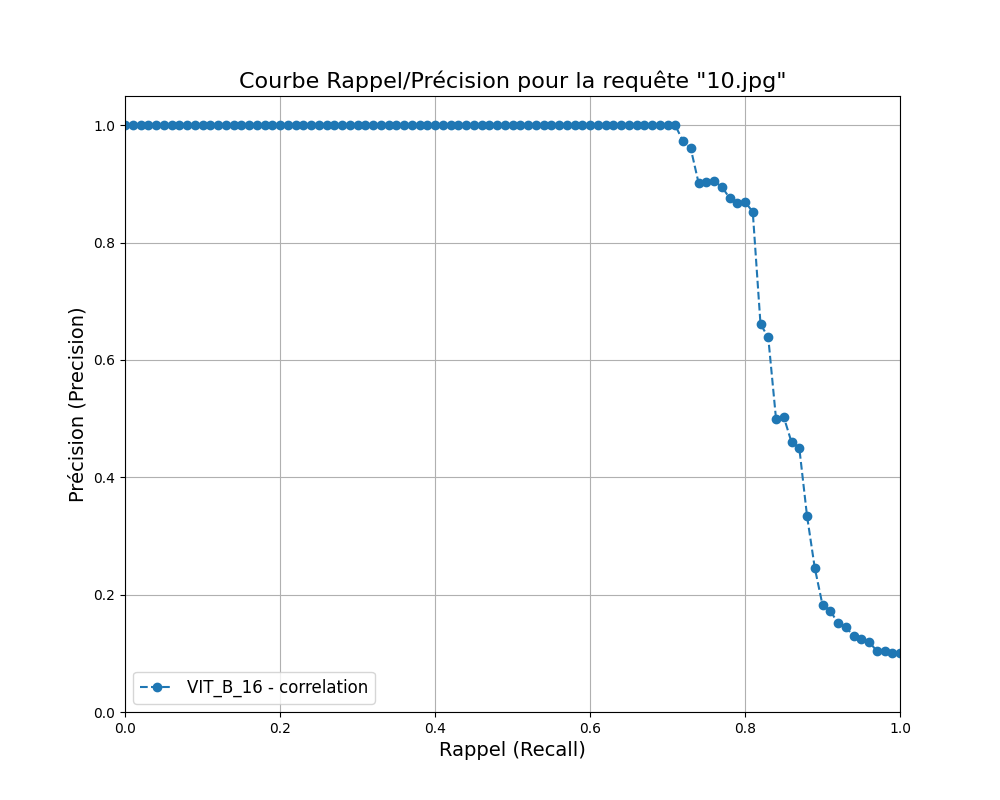 Courbe Rappel/Précision pour la requête "10.jpg"
Précision (Precision)
1.0
0.8
0.6
0.4
0.2
0.0
VIT_B_16 - correlation
0.0 0.2 0.4 0.6 0.8 1.0
Rappel (Recall)